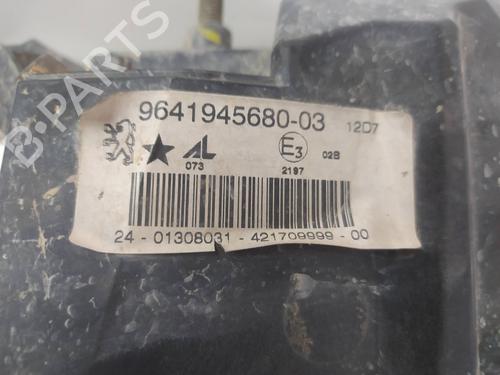 9641945680-03 12D7
AL E3 02B
073 2197
24 - 01308031 - 421709999 - 00
B PARTS